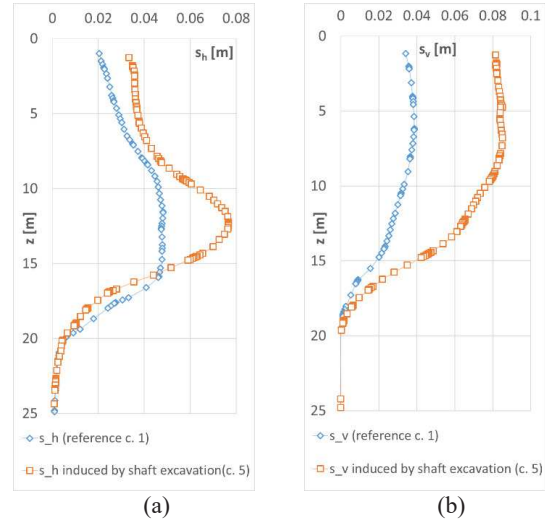 0 0.02 0.04 0.06 0.08
s_h [m]
0
5
10
15
20
25
z [m]
s_h (reference c. 1)
s_h induced by shaft excavation(c. 5)
(a)
0 0.02 0.04 0.06 0.08 0.1
s_v [m]
0
5
10
15
20
25
z [m]
s_v (reference c. 1)
s_v induced by shaft excavation (c. 5)
(b)